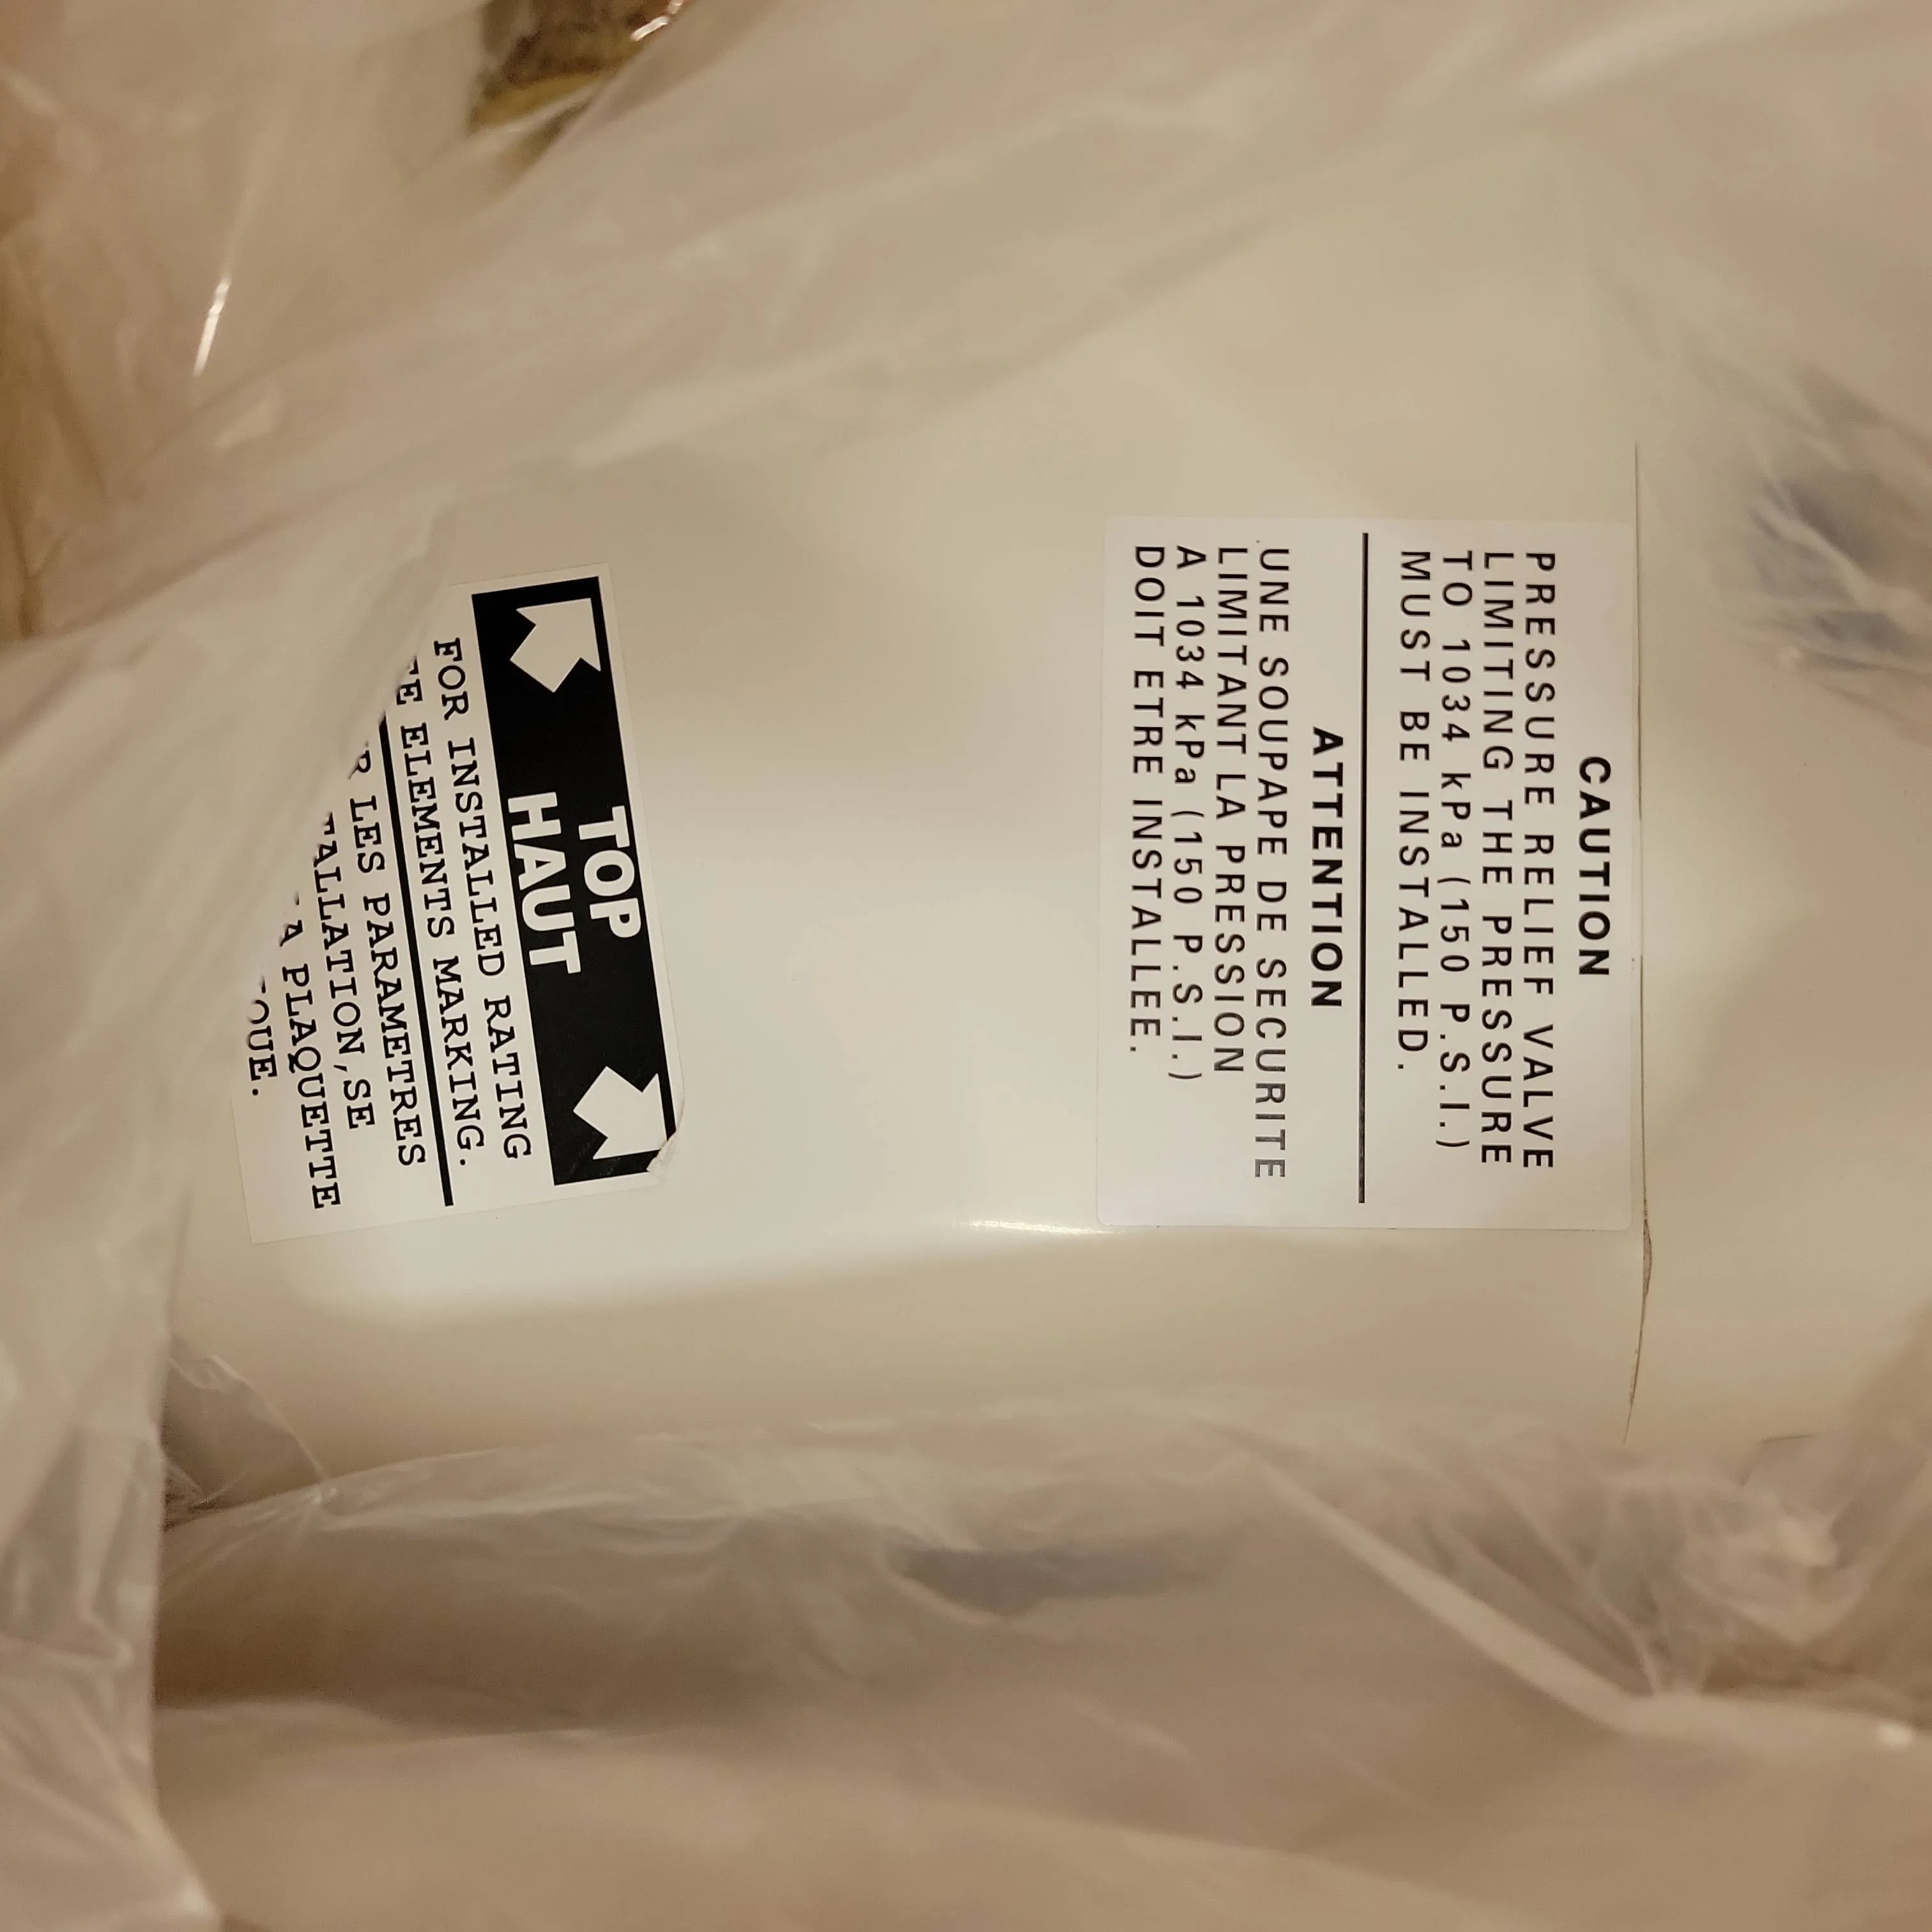 CAUTION
PRESSURE RELIEF VALVE
LIMITING THE PRESSURE
TO 1034 kPa (150 P.S.I.)
MUST BE INSTALLED.
ATTENTION
UNE SOUPAPE DE SECURITE
LIMITANT LA PRESSION
A 1034 kPa (150 P.S.I.)
DOIT ETRE INSTALLEE.
TOP
HAUT
FOR INSTALLED RATING
ELEMENTS MARKING.
LES PARAMETRES
TALLATION,SE
A PLAQUETTE